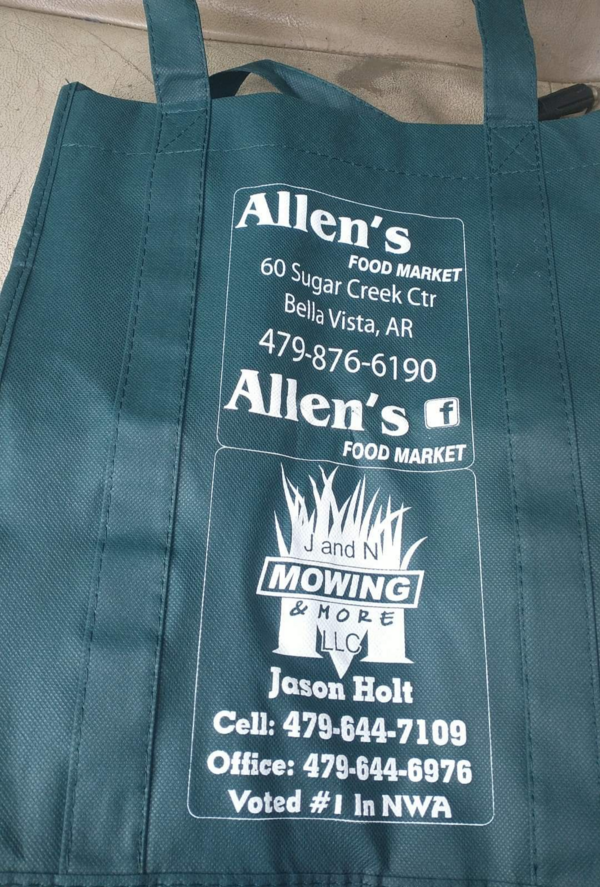 Allen's
FOOD MARKET
60 Sugar Creek Ctr
Bella Vista, AR
479-876-6190
Allen's f
FOOD MARKET
J and N
MOWING
& MORE
LLC
Jason Holt
Cell: 479-644-7109
Office: 479-644-6976
Voted #1 In NWA